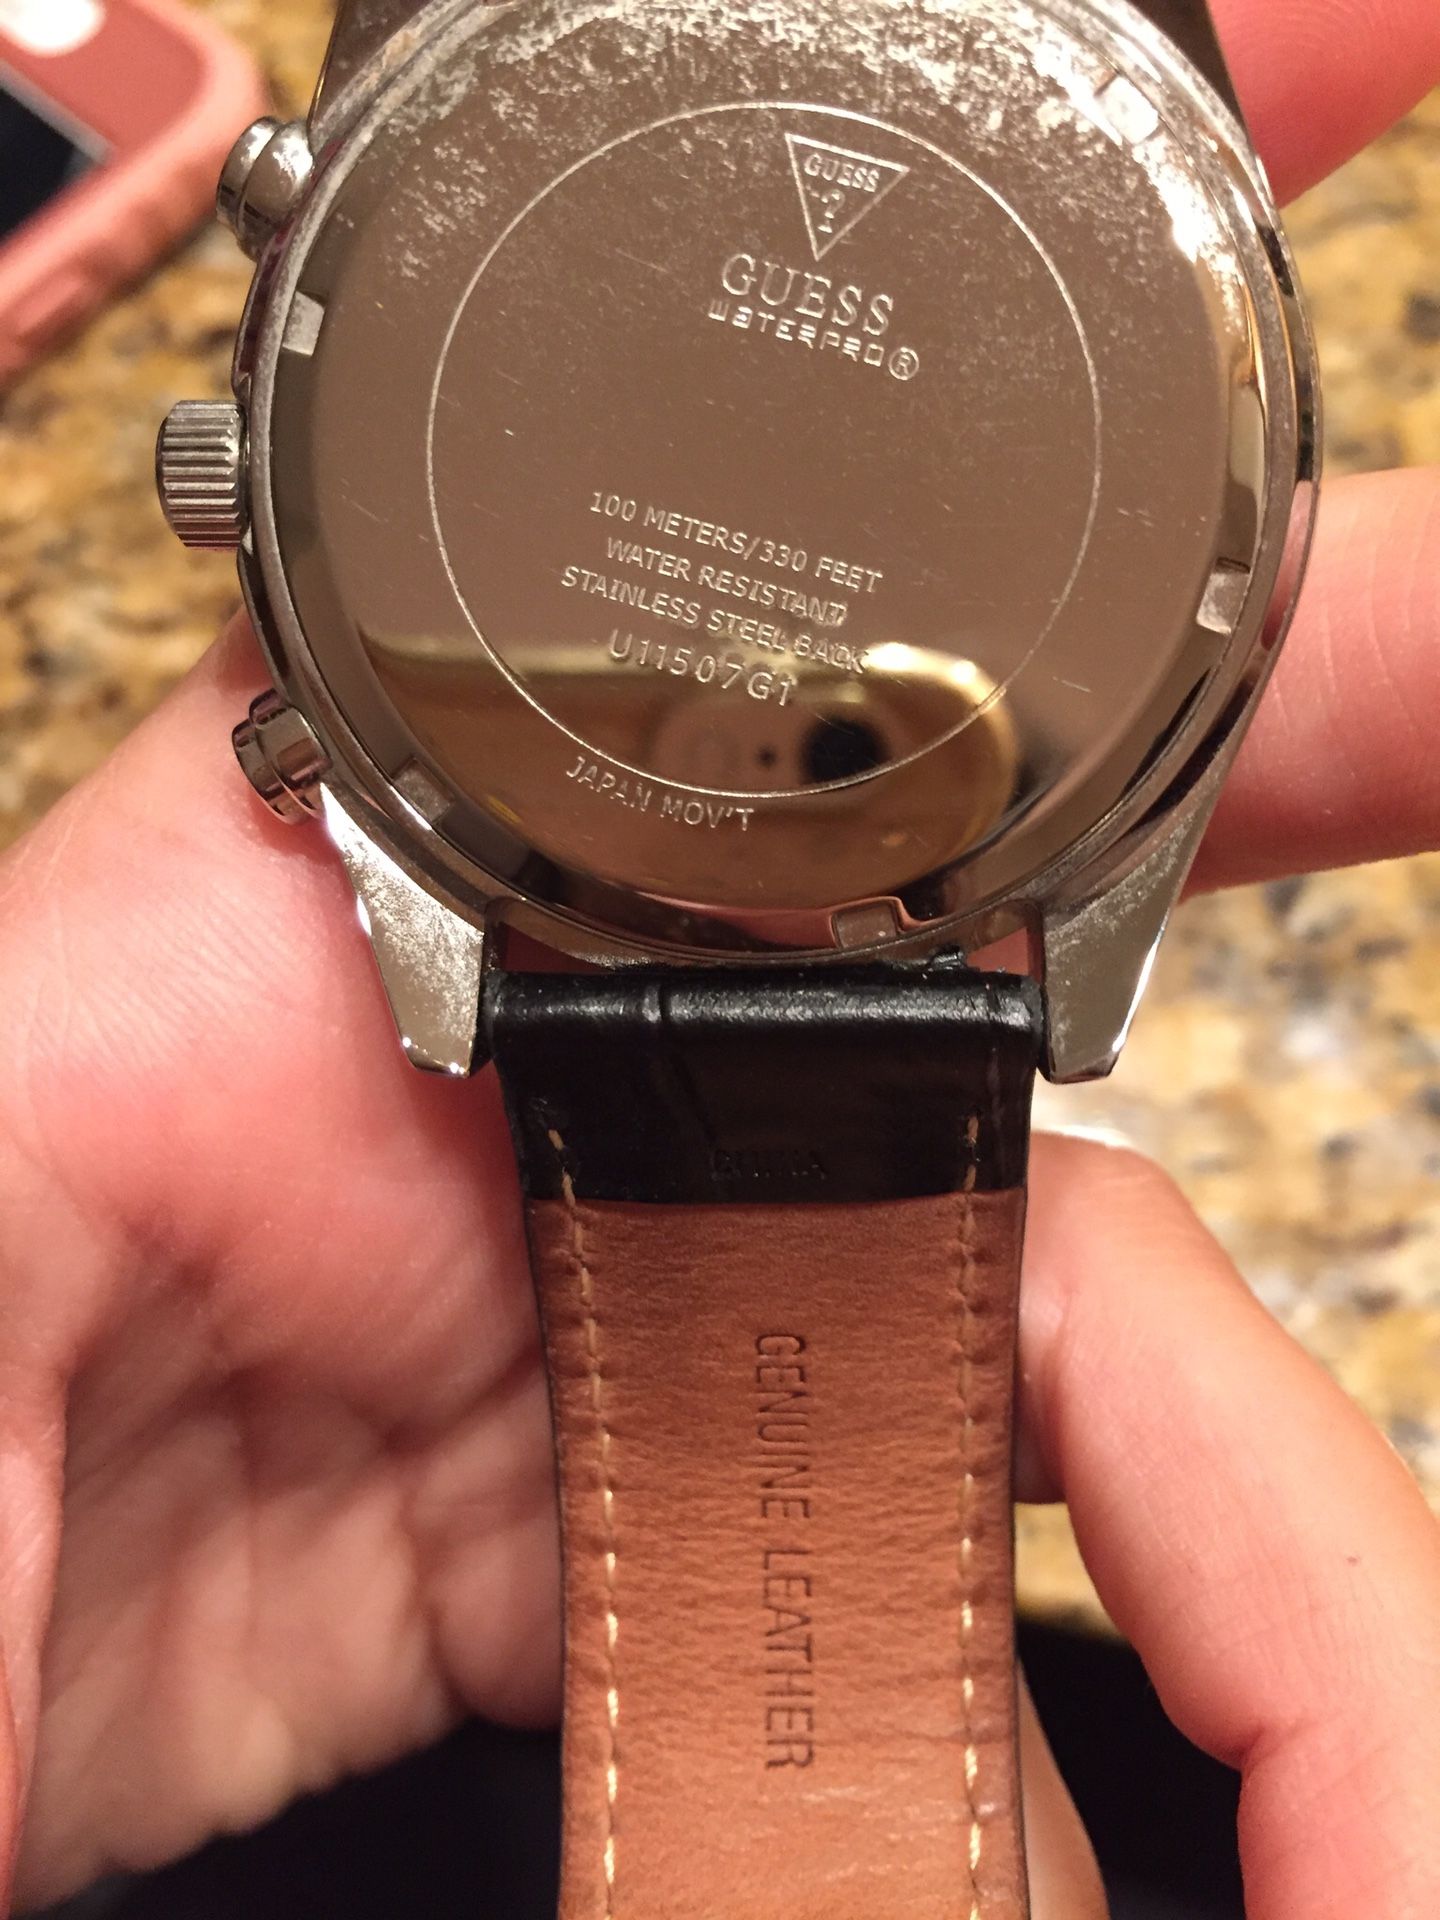 GUESS
?
GUESS
WATERPRO®
100 METERS/330 FEET
WATER RESISTANT
STAINLESS STEEL BACK
U11507G1
JAPAN MOV'T
CHINA
GENUINE LEATHER